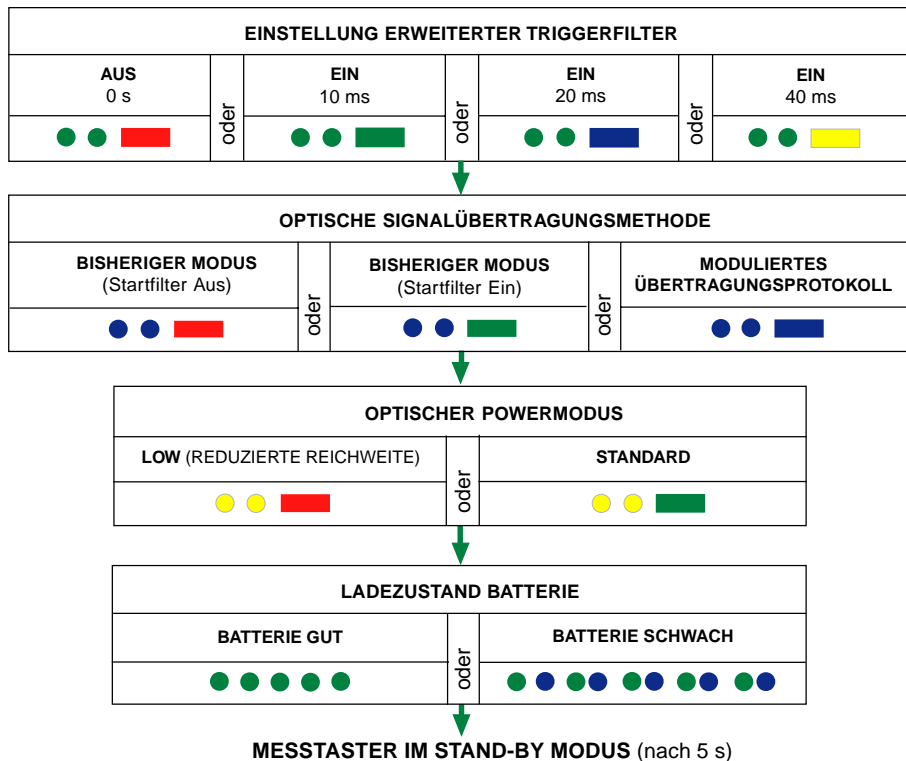 EINSTELLUNG ERWEITERTER TRIGGERFILTER
AUS
0 s
oder
EIN
10 ms
oder
EIN
20 ms
oder
EIN
40 ms
OPTISCHE SIGNALÜBERTRAGUNGSMETHODE
BISHERIGER MODUS
(Startfilter Aus)
oder
BISHERIGER MODUS
(Startfilter Ein)
oder
MODULIERTES
ÜBERTRAGUNGSPROTOKOLL
OPTISCHER POWERMODUS
LOW (REDUZIERTE REICHWEITE)
oder
STANDARD
LADEZUSTAND BATTERIE
BATTERIE GUT
oder
BATTERIE SCHWACH
MESSTASTER IM STAND-BY MODUS (nach 5 s)